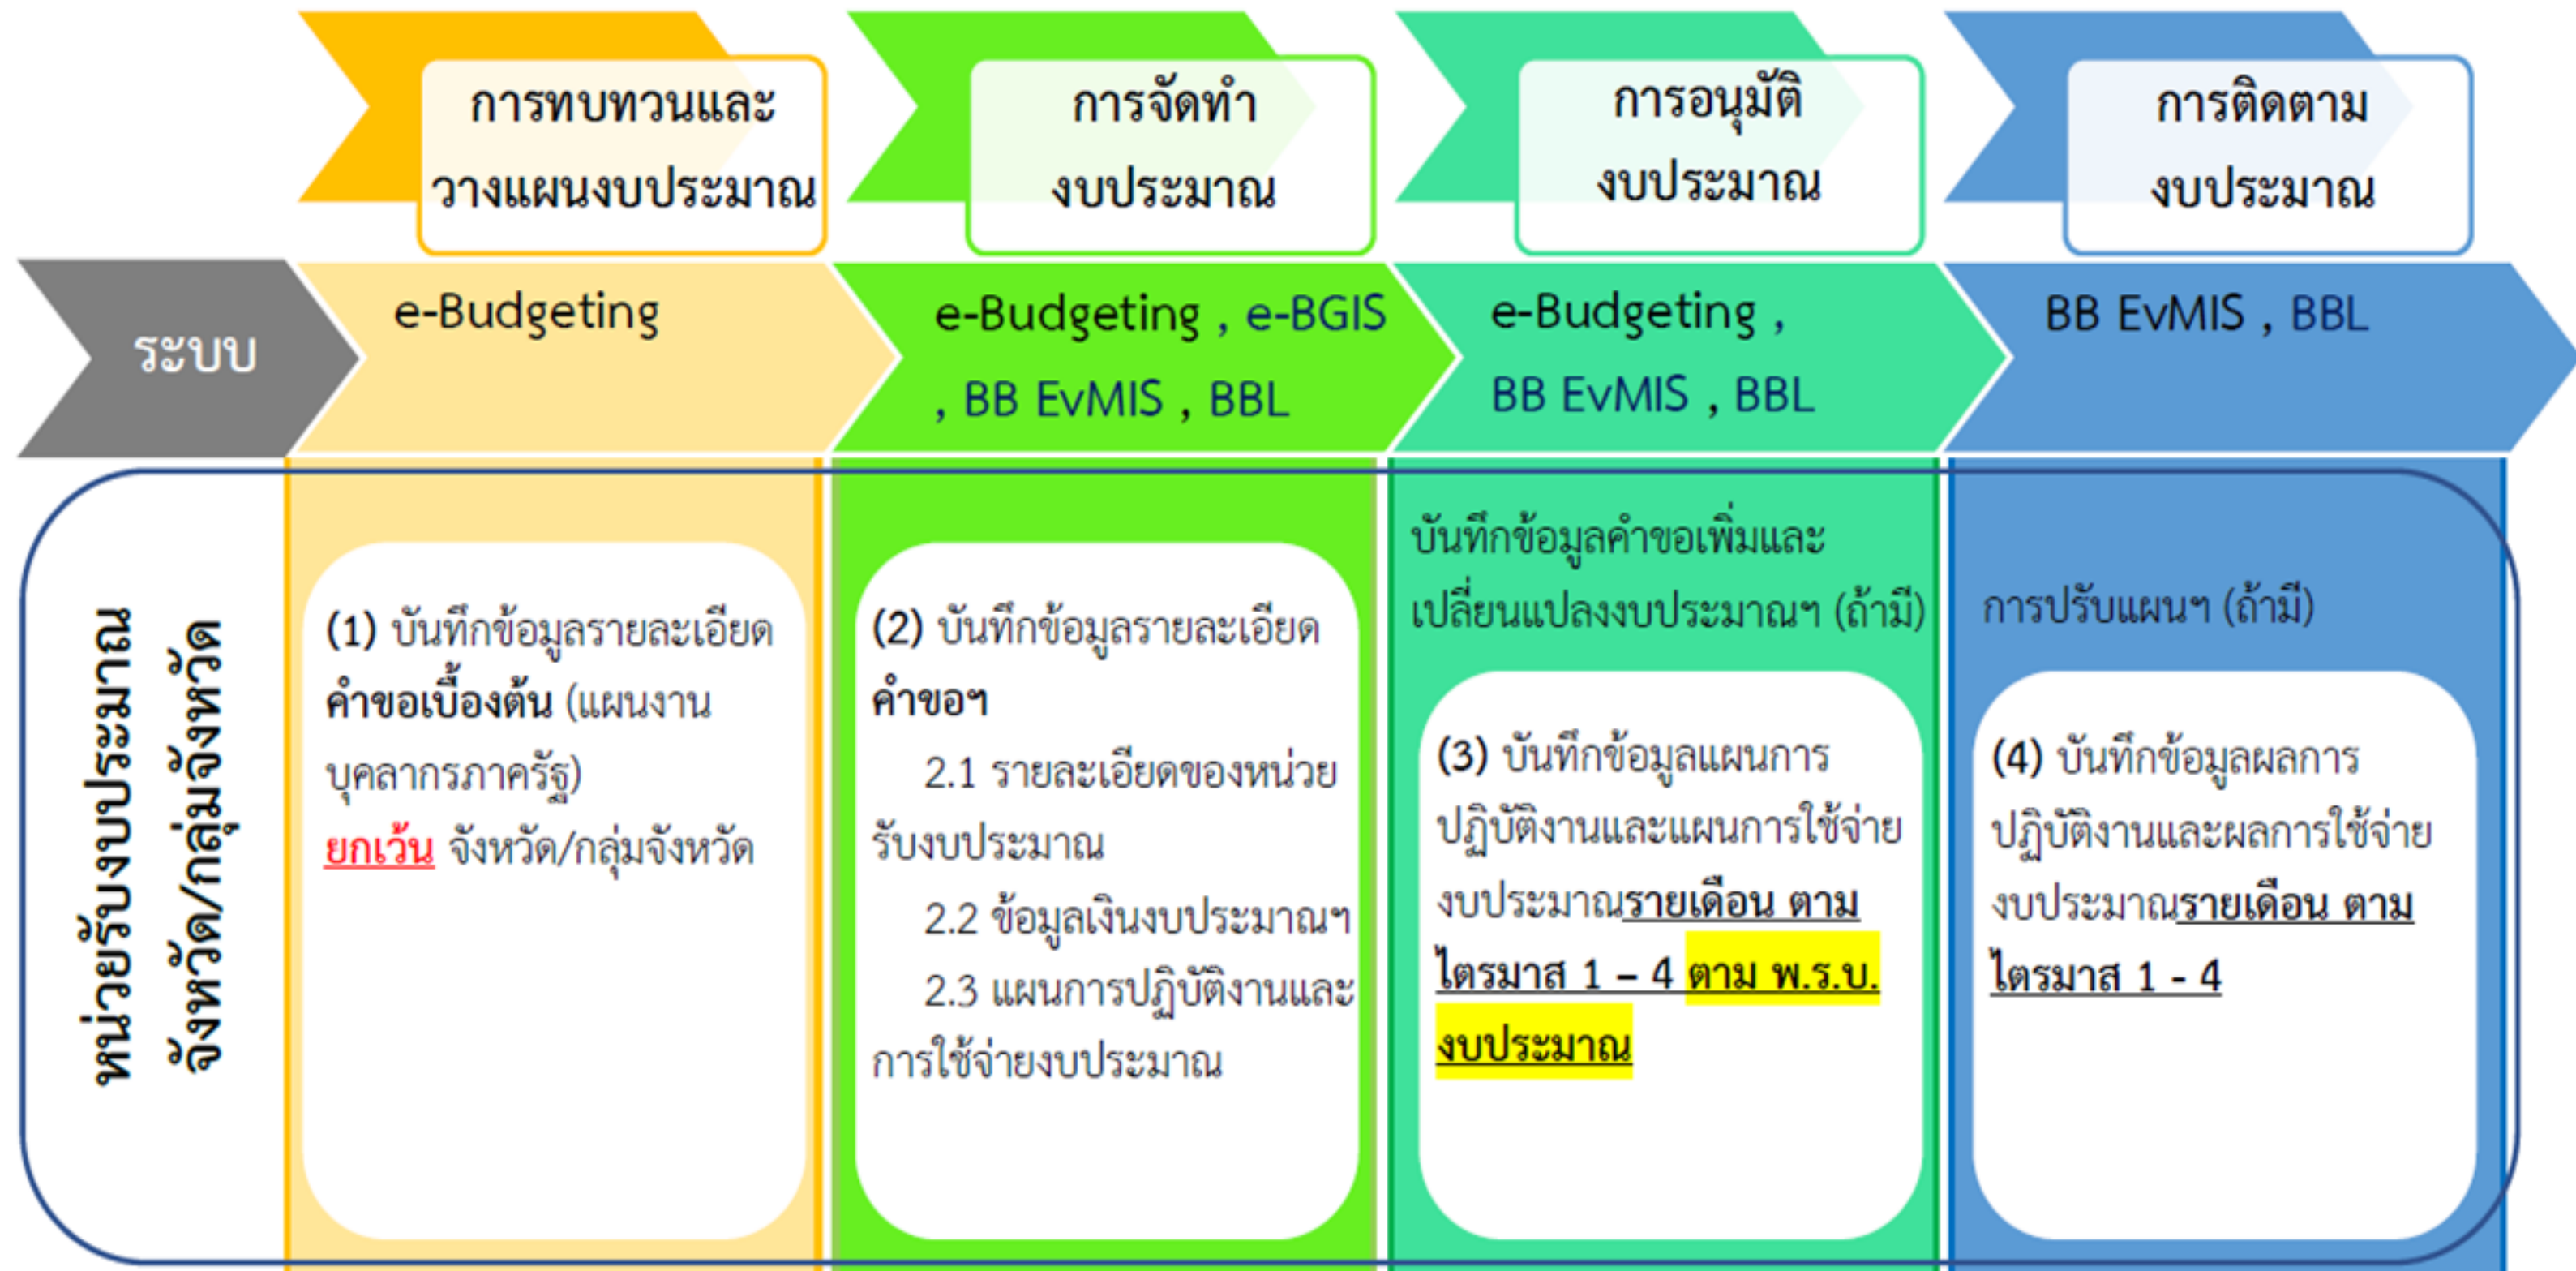 การทบทวนและ
วางแผนงบประมาณ
การจัดทำ
งบประมาณ
การอนุมัติ
งบประมาณ
การติดตาม
งบประมาณ
ระบบ
e-Budgeting
e-Budgeting , e-BGIS
, BB EvMIS , BBL
e-Budgeting ,
BB EvMIS , BBL
BB EvMIS , BBL
หน่วยรับงบประมาณ
จังหวัด/กลุ่มจังหวัด
(1) บันทึกข้อมูลรายละเอียด
คำขอเบื้องต้น (แผนงาน
บุคลากรภาครัฐ)
ยกเว้น จังหวัด/กลุ่มจังหวัด
(2) บันทึกข้อมูลรายละเอียด
คำขอฯ
2.1 รายละเอียดของหน่วย
รับงบประมาณ
2.2 ข้อมูลเงินงบประมาณฯ
2.3 แผนการปฏิบัติงานและ
การใช้จ่ายงบประมาณ
บันทึกข้อมูลคำขอเพิ่มและ
เปลี่ยนแปลงงบประมาณฯ (ถ้ามี)
(3) บันทึกข้อมูลแผนการ
ปฏิบัติงานและแผนการใช้จ่าย
งบประมาณรายเดือน ตาม
ไตรมาส 1 – 4 ตาม พ.ร.บ.
งบประมาณ
การปรับแผนฯ (ถ้ามี)
(4) บันทึกข้อมูลผลการ
ปฏิบัติงานและผลการใช้จ่าย
งบประมาณรายเดือน ตาม
ไตรมาส 1 - 4